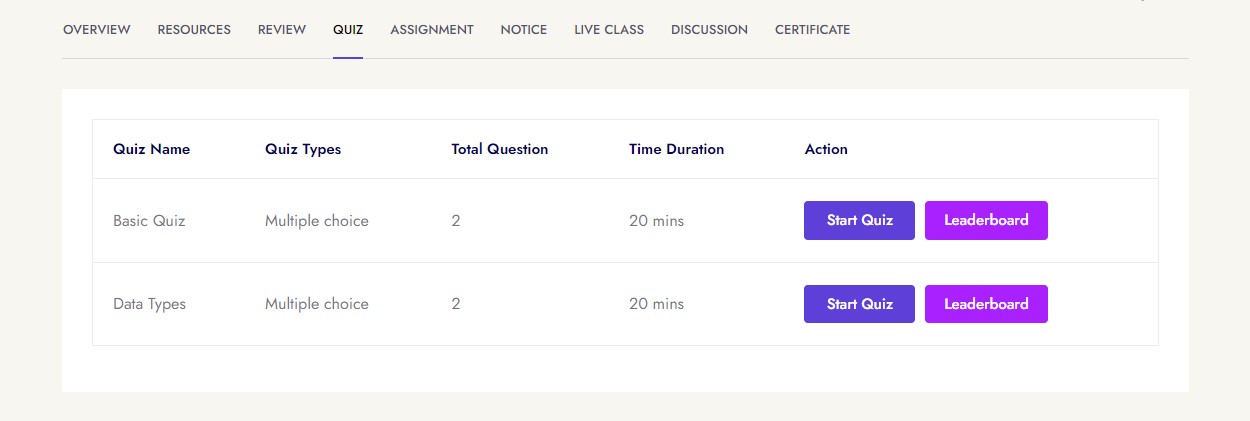 OVERVIEW RESOURCES REVIEW QUIZ ASSIGNMENT NOTICE LIVE CLASS DISCUSSION CERTIFICATE
Quiz Name Quiz Types Total Question Time Duration Action
Basic Quiz Multiple choice 2 20 mins Start Quiz Leaderboard
Data Types Multiple choice 2 20 mins Start Quiz Leaderboard